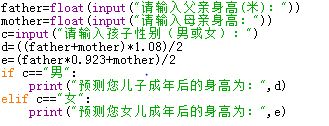 father=float(input("请输入父亲身高(米):"))
mother=float(input("请输入母亲身高:"))
c=input("请输入孩子性别（男或女）:")
d=((father+mother)*1.08)/2
e=(father*0.923+mother)/2
if c=="男":
    print("预测您儿子成年后的身高为:",d)
elif c=="女":
    print("预测您女儿成年后的身高为:",e)